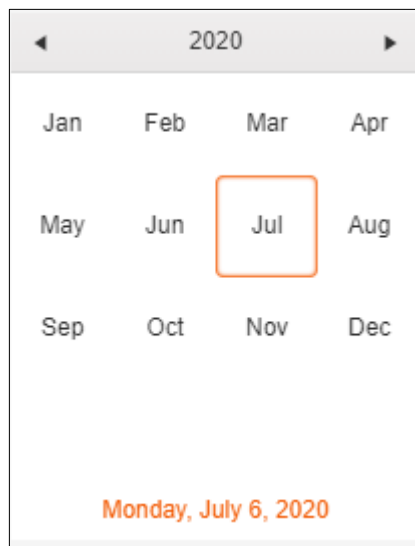 2020
Jan Feb Mar Apr
May Jun Jul Aug
Sep Oct Nov Dec
Monday, July 6, 2020